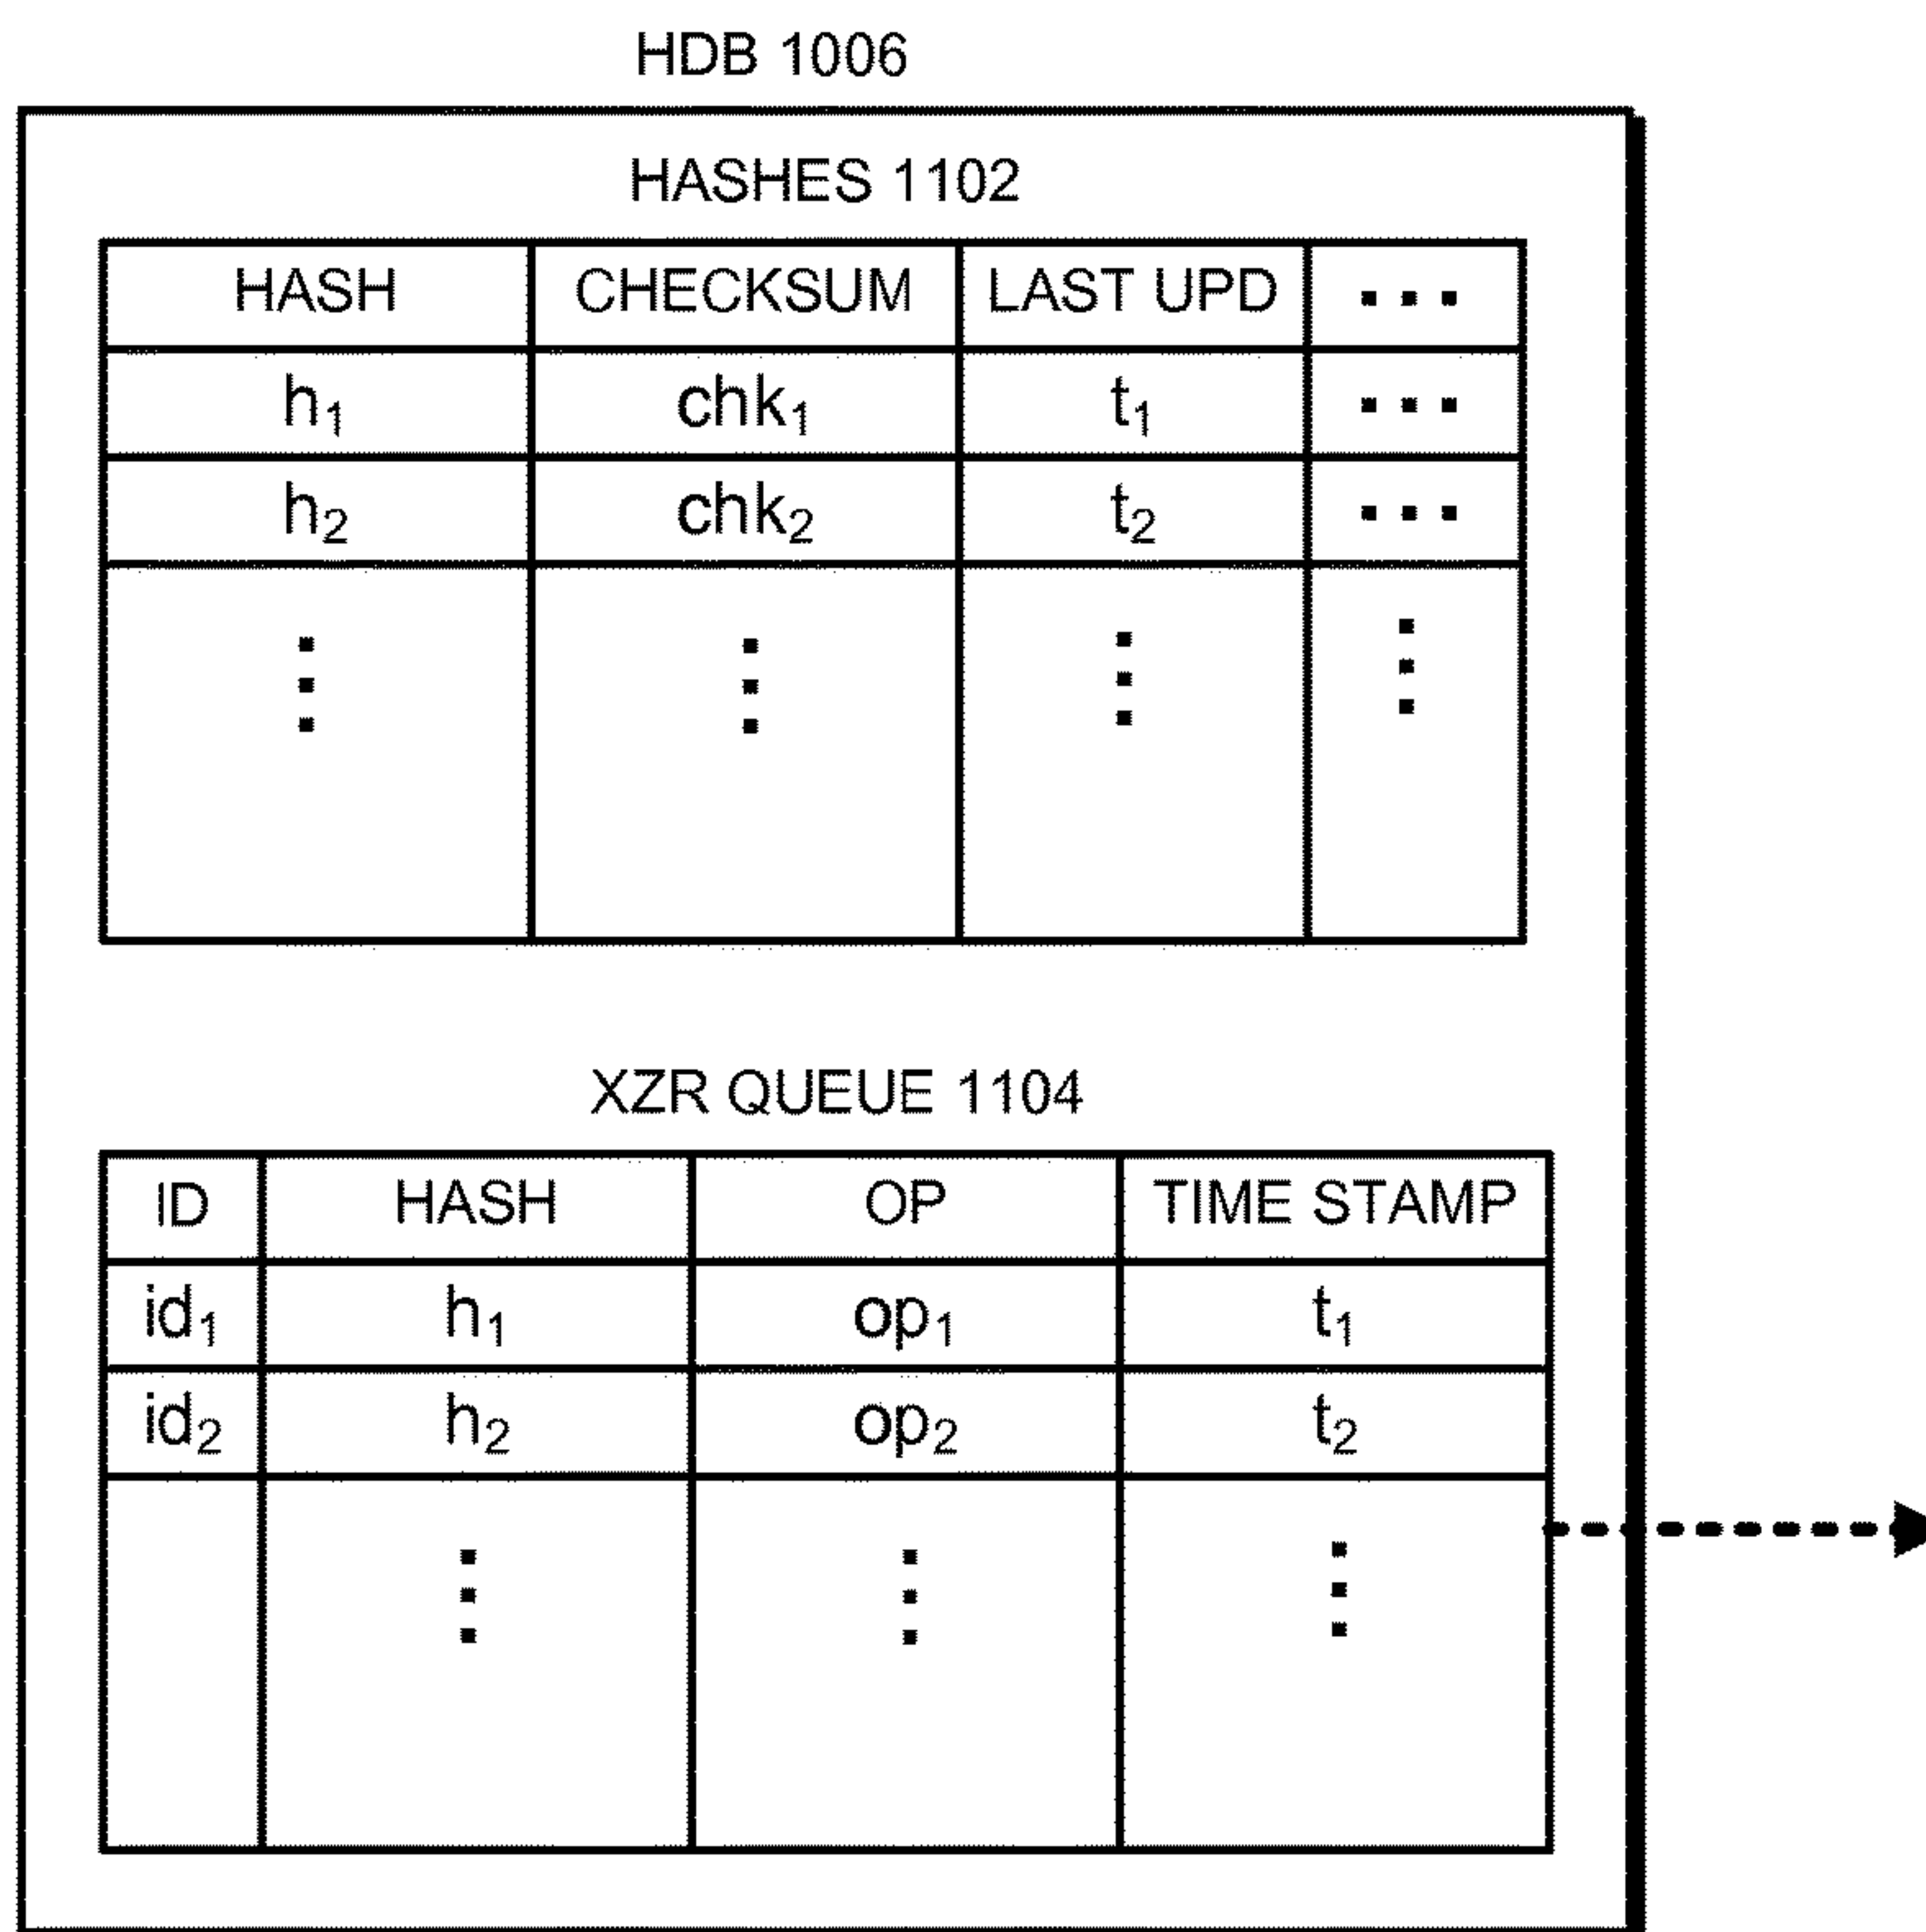 HDB 1006
HASHES 1102
HASH CHECKSUM LAST UPD ...
h₁ chk₁ t₁ ...
h₂ chk₂ t₂ ...
XZR QUEUE 1104
ID HASH OP TIME STAMP
id₁ h₁ op₁ t₁
id₂ h₂ op₂ t₂